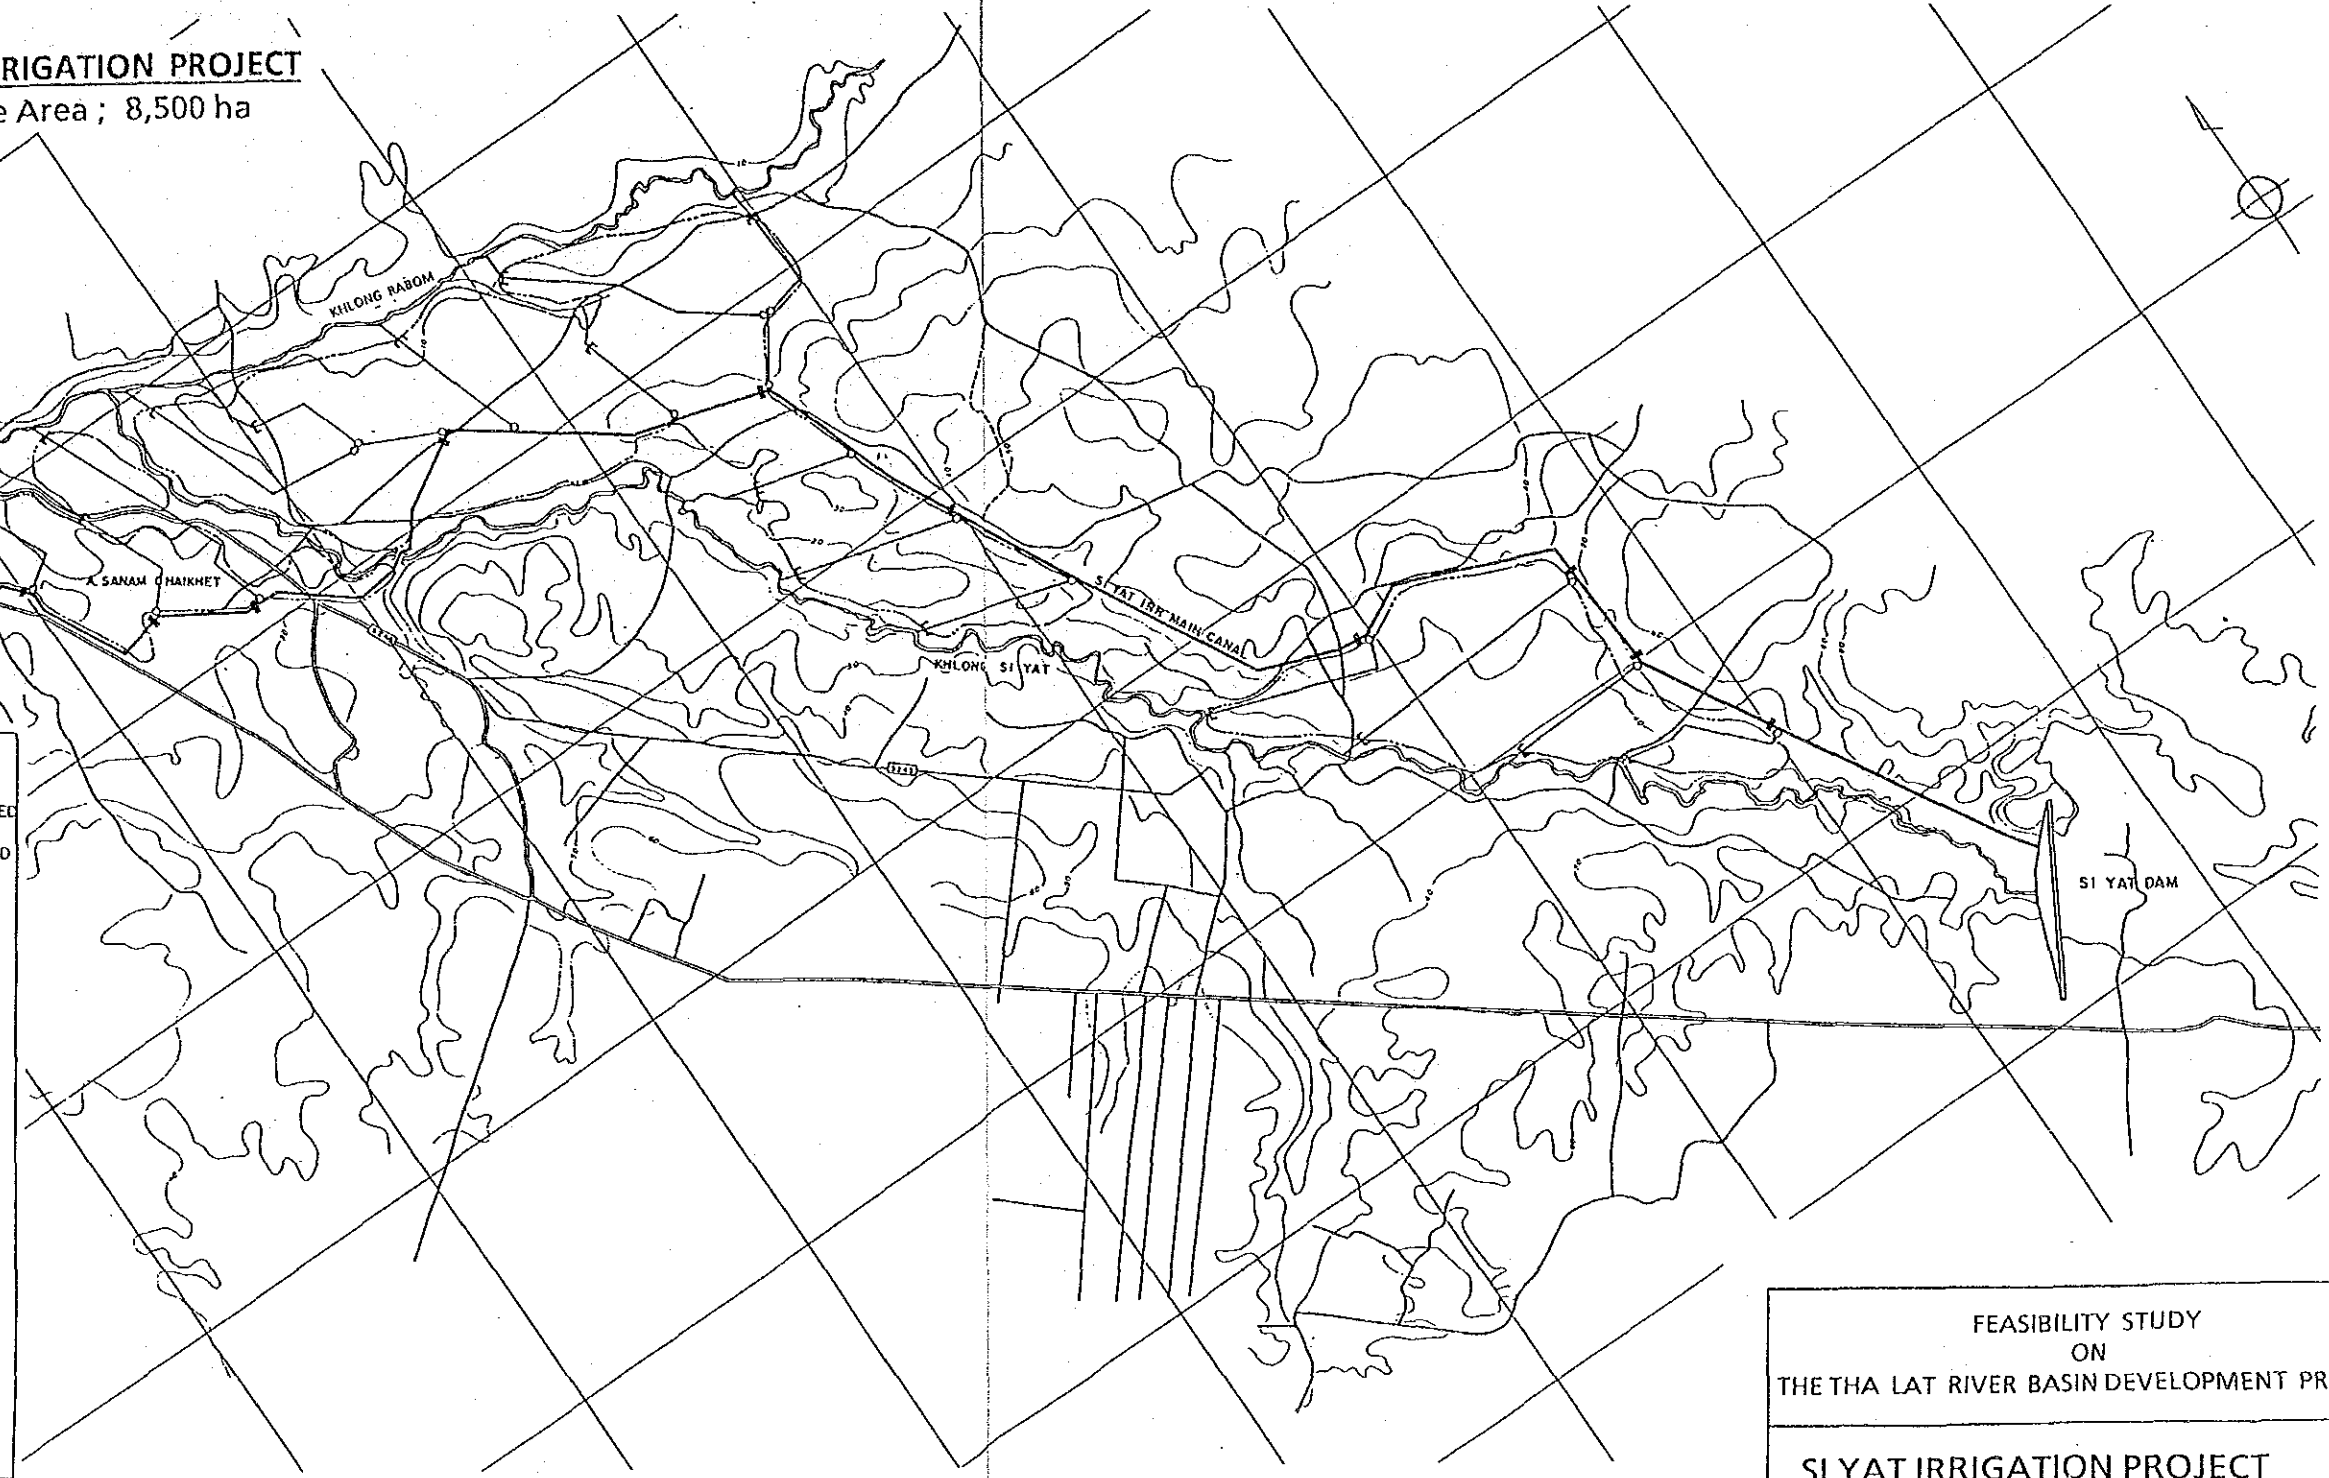 RIGATION PROJECT
e Area ; 8,500 ha
KHLONG RABOM
A. SANAM CHAIKHET
SI YAT IRR. MAIN CANAL
KHLONG SI YAT
ED
D
SI YAT DAM
FEASIBILITY STUDY
ON
THE THA LAT RIVER BASIN DEVELOPMENT PR
SI YAT IRRIGATION PROJECT